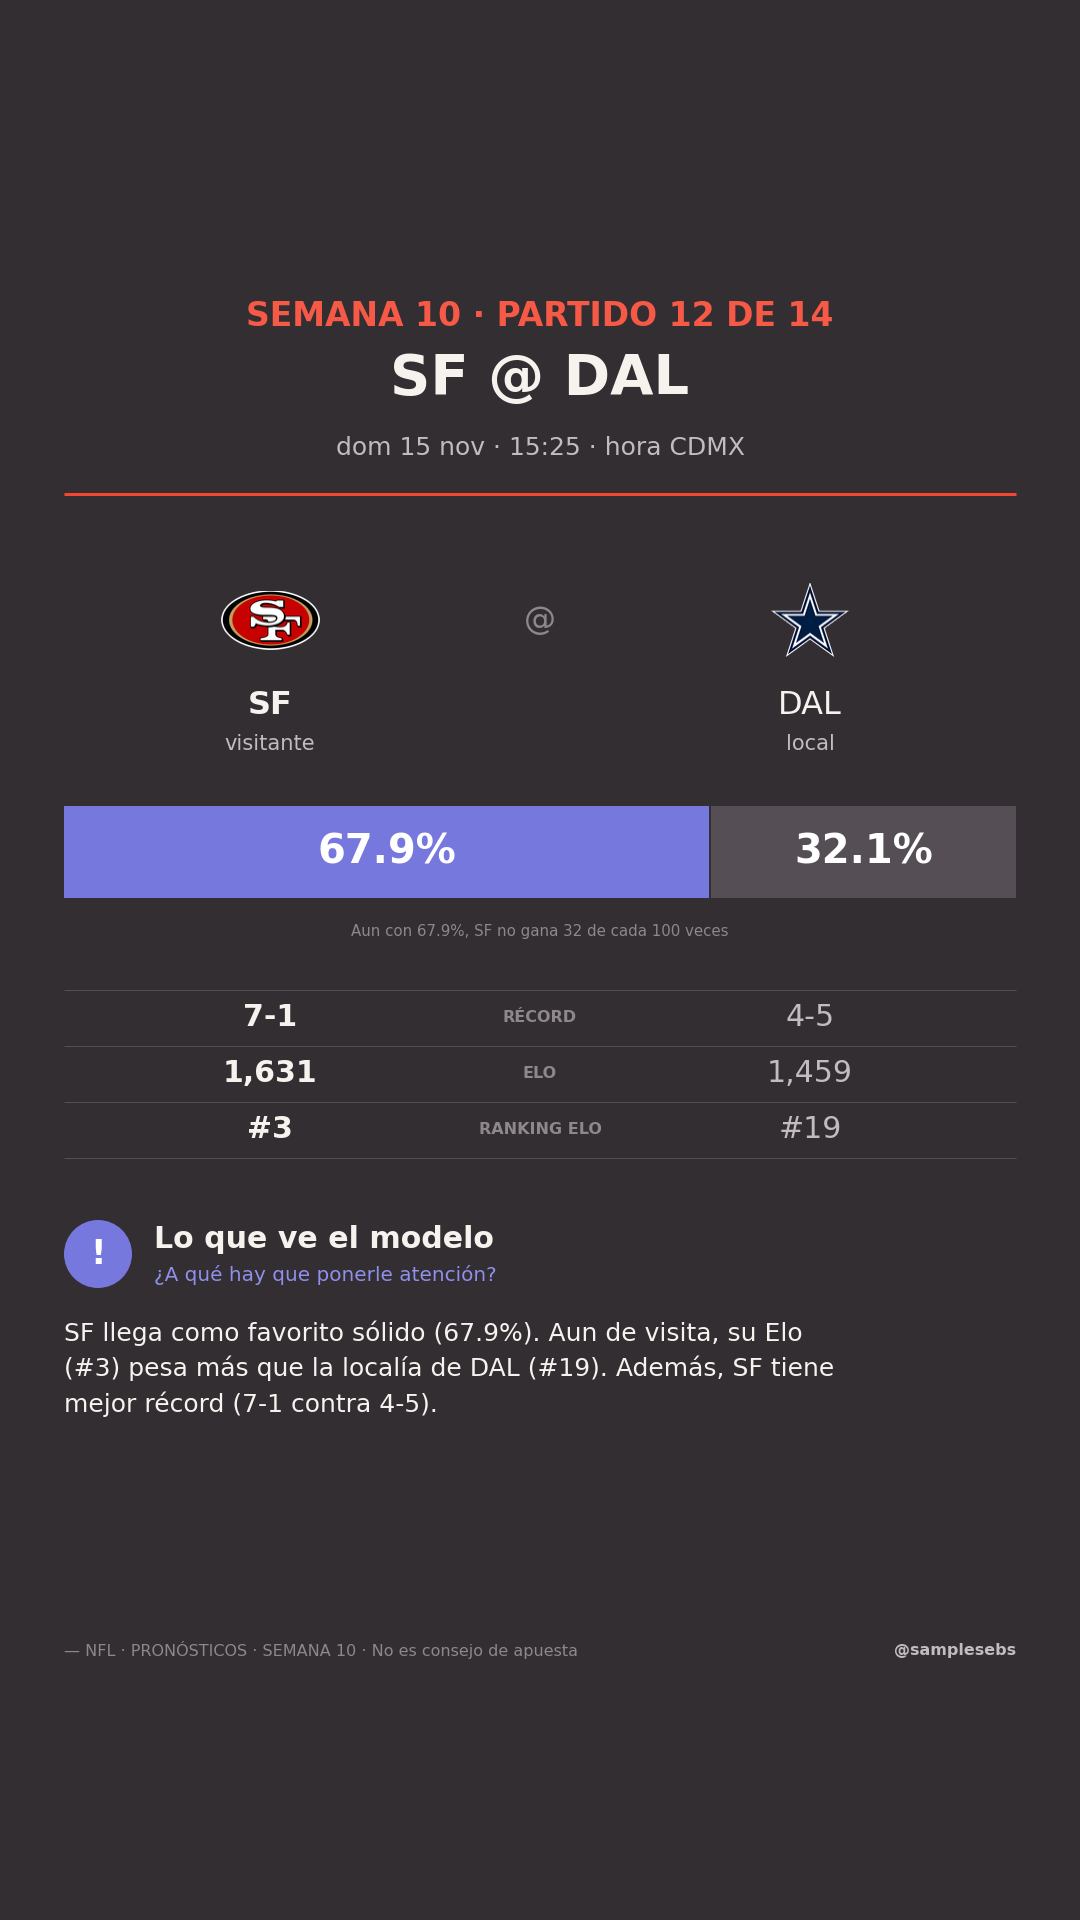 SEMANA 10 · PARTIDO 12 DE 14
SF @ DAL
dom 15 nov · 15:25 · hora CDMX
SF
@
SF
DAL
visitante
local
67.9%
32.1%
Aun con 67.9%, SF no gana 32 de cada 100 veces
7-1
RÉCORD
4-5
1,631
ELO
1,459
#3
RANKING ELO
#19
!
Lo que ve el modelo
¿A qué hay que ponerle atención?
SF llega como favorito sólido (67.9%). Aun de visita, su Elo
(#3) pesa más que la localía de DAL (#19). Además, SF tiene
mejor récord (7-1 contra 4-5).
— NFL · PRONÓSTICOS · SEMANA 10 · No es consejo de apuesta
@samplesebs